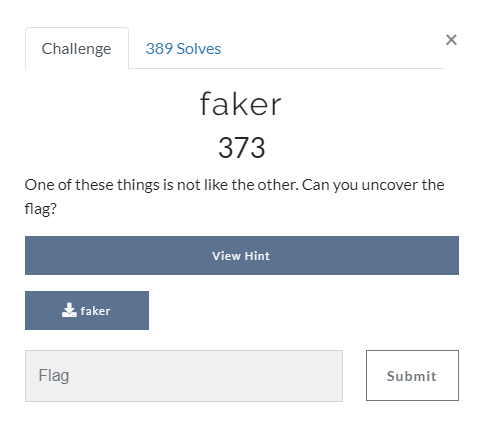 Challenge
389 Solves
×
faker
373
One of these things is not like the other. Can you uncover the
flag?
View Hint
faker
Flag
Submit